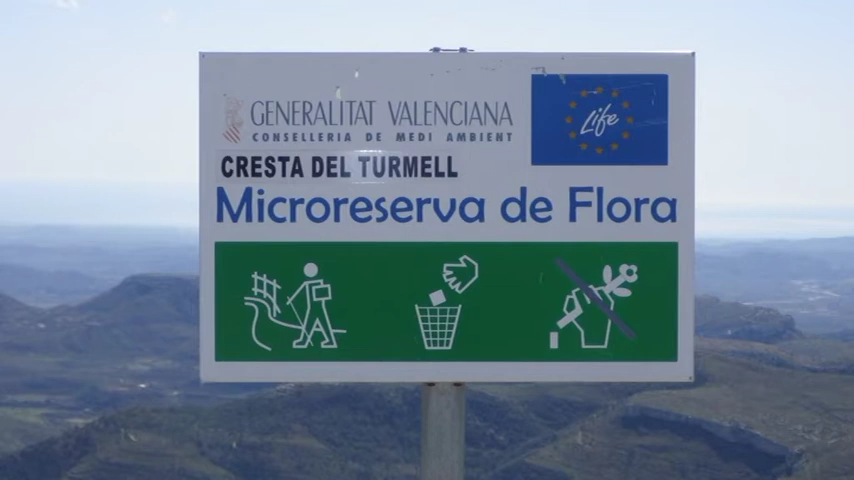 GENERALITAT VALENCIANA
CONSELLERIA DE MEDI AMBIENT
Life
CRESTA DEL TURMELL
Microreserva de Flora